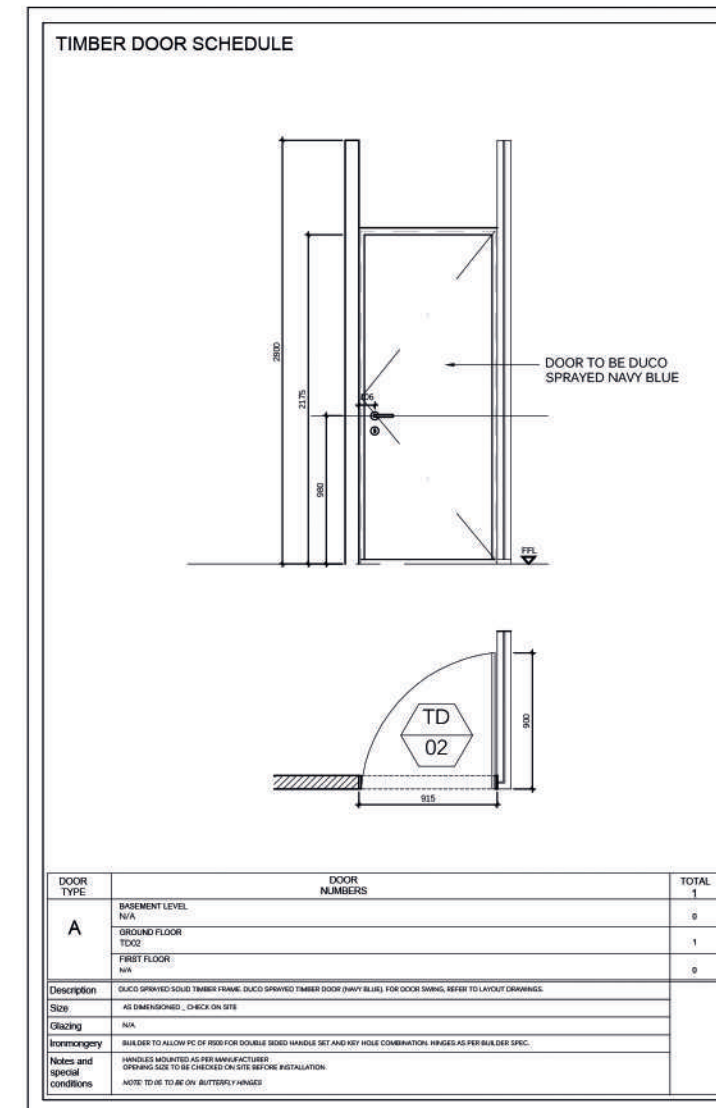 TIMBER DOOR SCHEDULE
2800
2175
980
106
DOOR TO BE DUCO
SPRAYED NAVY BLUE
FFL
TD
02
900
915
DOOR
TYPE
DOOR
NUMBERS
TOTAL
1
A
BASEMENT LEVEL
N/A
0
GROUND FLOOR
TD02
1
FIRST FLOOR
N/A
0
Description
DUCO SPRAYED SOLID TIMBER FRAME. DUCO SPRAYED TIMBER DOOR (NAVY BLUE). FOR DOOR SWING, REFER TO LAYOUT DRAWINGS.
Size
AS DIMENSIONED _ CHECK ON SITE
Glazing
N/A
Ironmongery
BUILDER TO ALLOW PC OF R500 FOR DOUBLE SIDED HANDLE SET AND KEY HOLE COMBINATION. HINGES AS PER BUILDER SPEC.
Notes and
special
conditions
HANDLES MOUNTED AS PER MANUFACTURER
OPENING SIZE TO BE CHECKED ON SITE BEFORE INSTALLATION.
NOTE: TD 05 TO BE ON BUTTERFLY HINGES